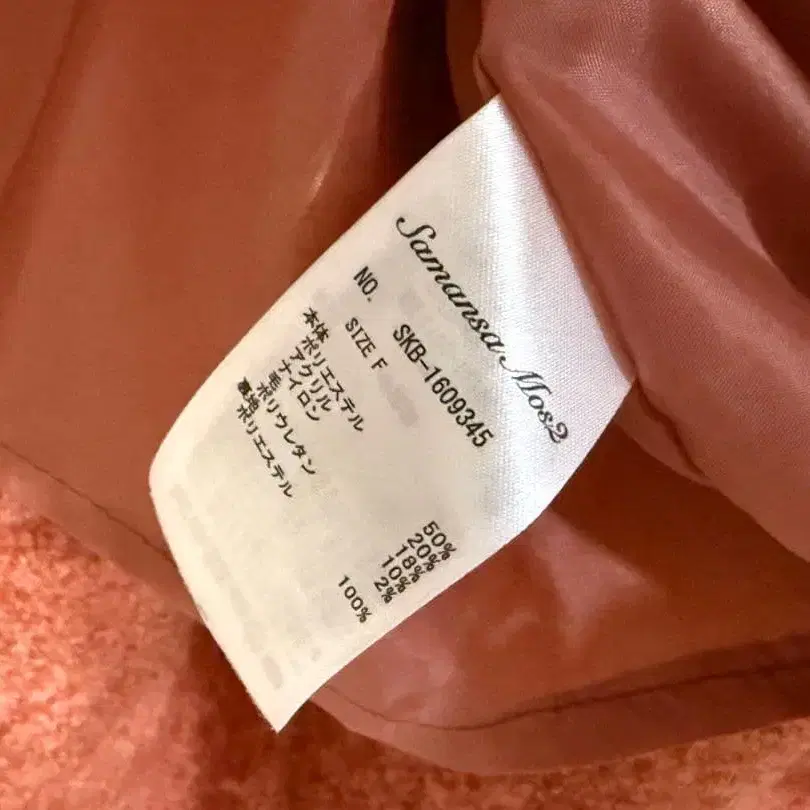 Samansa Mos2
NO. SKB-1609345
SIZE F
本体
ポリエステル 50%
アクリル 20%
ナイロン 18%
毛 10%
ポリウレタン 2%
裏地
ポリエステル 100%